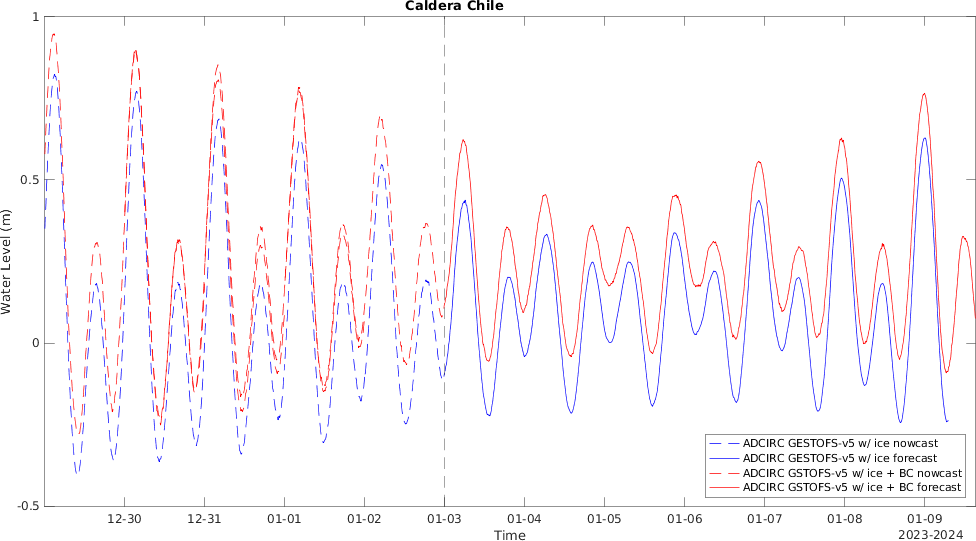 Caldera Chile
1
0.5
0
-0.5
Water Level (m)
12-30 12-31 01-01 01-02 01-03 01-04 01-05 01-06 01-07 01-08 01-09
Time
2023-2024
ADCIRC GESTOFS-v5 w/ ice nowcast
ADCIRC GESTOFS-v5 w/ ice forecast
ADCIRC GSTOFS-v5 w/ ice + BC nowcast
ADCIRC GSTOFS-v5 w/ ice + BC forecast